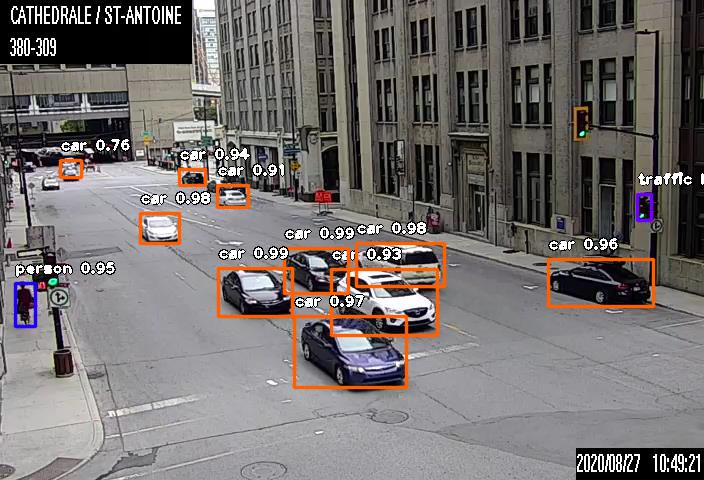 CATHEDRALE / ST-ANTOINE
380-309
car 0.76
car 0.94
car 0.91
car 0.98
car 0.99
car 0.98
car 0.99
car 0.93
car 0.96
person 0.95
car 0.97
traffic
2020/08/27 10:49:21